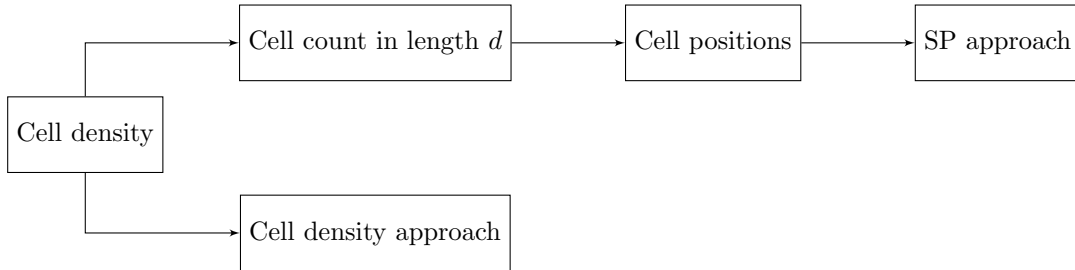 Cell count in length d
Cell positions
SP approach
Cell density
Cell density approach